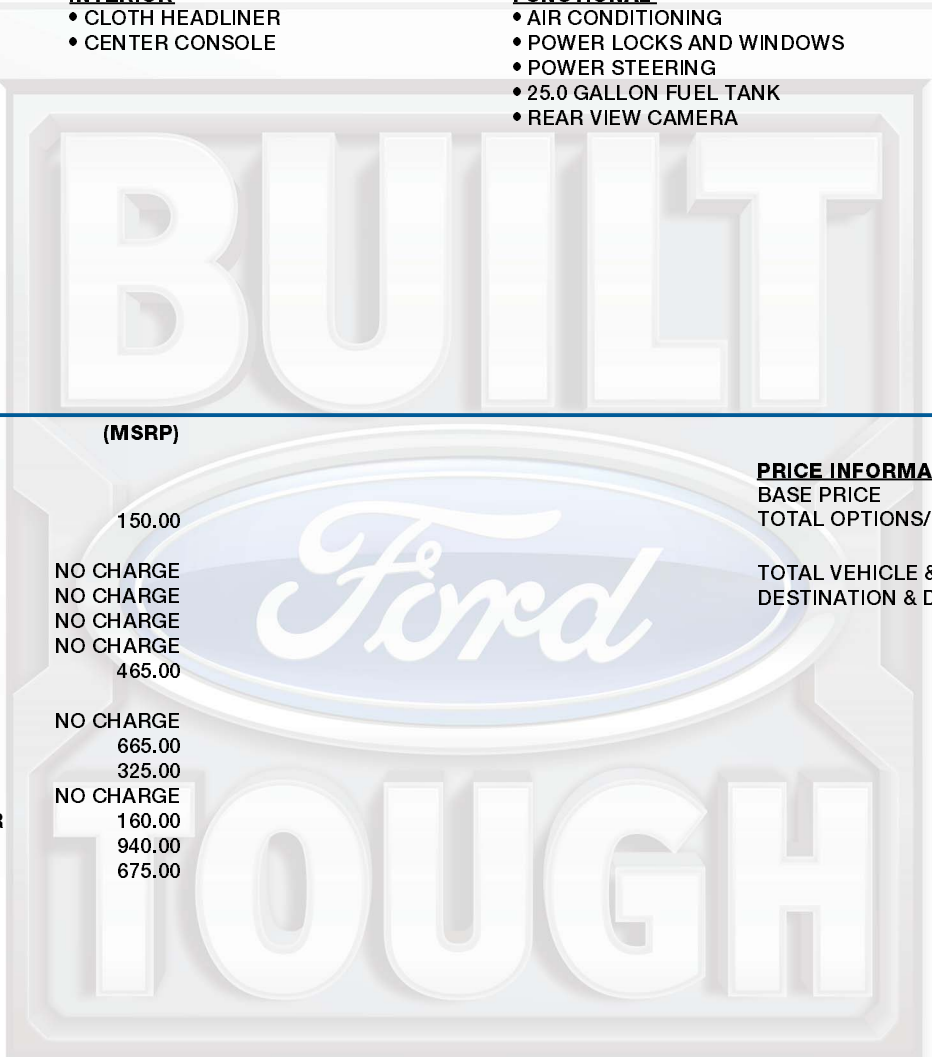 INTERIOR
• CLOTH HEADLINER
• CENTER CONSOLE
FUNCTIONAL
• AIR CONDITIONING
• POWER LOCKS AND WINDOWS
• POWER STEERING
• 25.0 GALLON FUEL TANK
• REAR VIEW CAMERA
BUILT
Ford
TOUGH
(MSRP)
150.00
NO CHARGE
NO CHARGE
NO CHARGE
NO CHARGE
465.00
NO CHARGE
665.00
325.00
NO CHARGE
R 160.00
940.00
675.00
PRICE INFORMA
BASE PRICE
TOTAL OPTIONS/
TOTAL VEHICLE &
DESTINATION & D